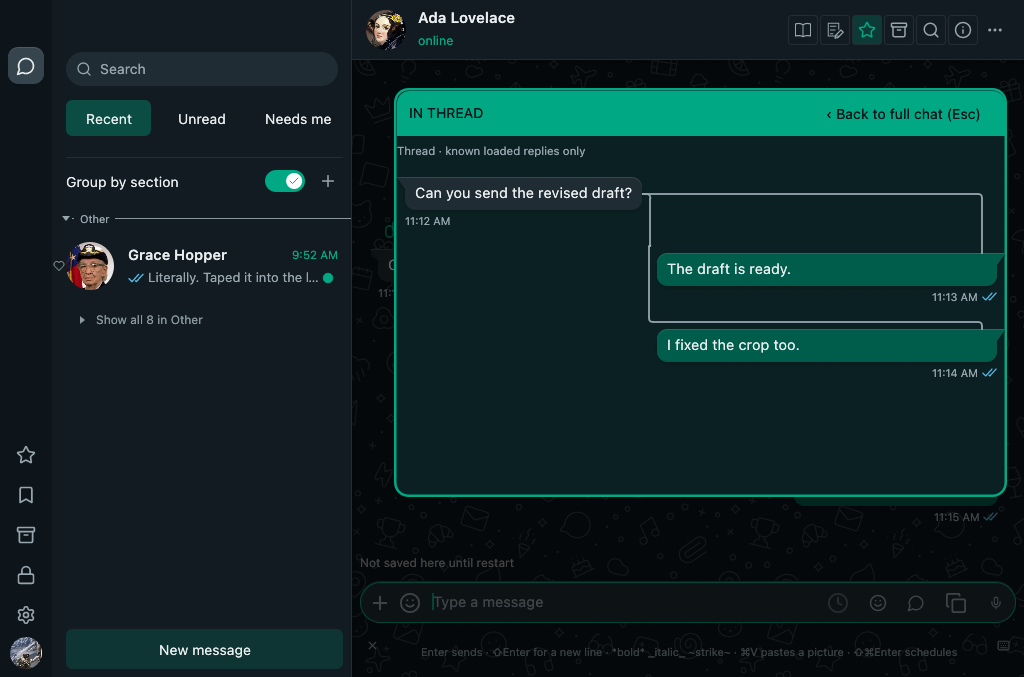 Ada Lovelace
online
Search
Recent
Unread
Needs me
Group by section
Other
Grace Hopper
9:52 AM
Literally. Taped it into the l...
Show all 8 in Other
New message
IN THREAD
‹ Back to full chat (Esc)
Thread · known loaded replies only
Can you send the revised draft?
11:12 AM
The draft is ready.
11:13 AM
I fixed the crop too.
11:14 AM
11:15 AM
Not saved here until restart
Type a message
Enter sends · ⇧Enter for a new line · *bold* _italic_ ~strike~ · ⌘V pastes a picture · ⇧⌘Enter schedules